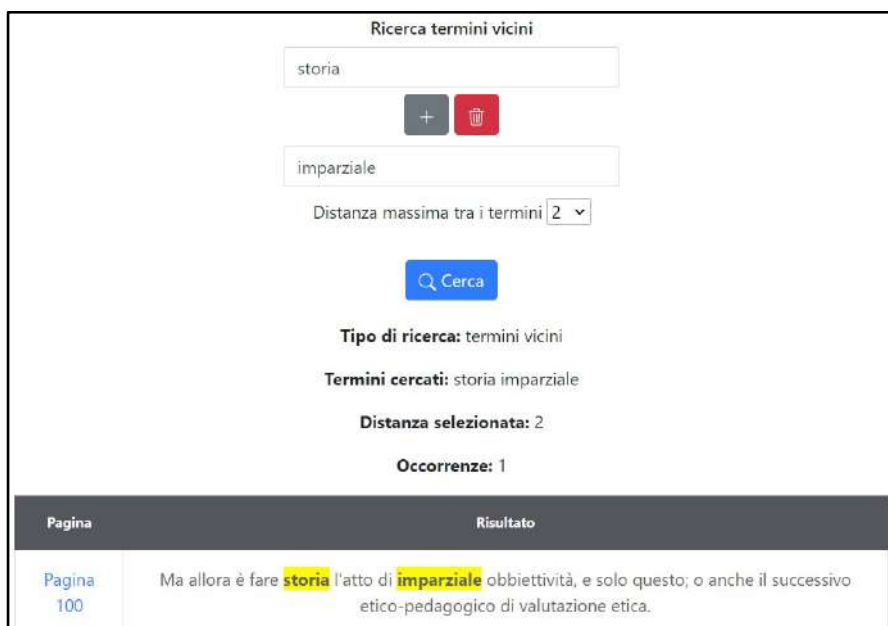 Ricerca termini vicini
storia
+
imparziale
Distanza massima tra i termini 2
Cerca
Tipo di ricerca: termini vicini
Termini cercati: storia imparziale
Distanza selezionata: 2
Occorrenze: 1
Pagina Risultato
Pagina 100
Ma allora è fare storia l'atto di imparziale obbiettività, e solo questo; o anche il successivo
etico-pedagogico di valutazione etica.